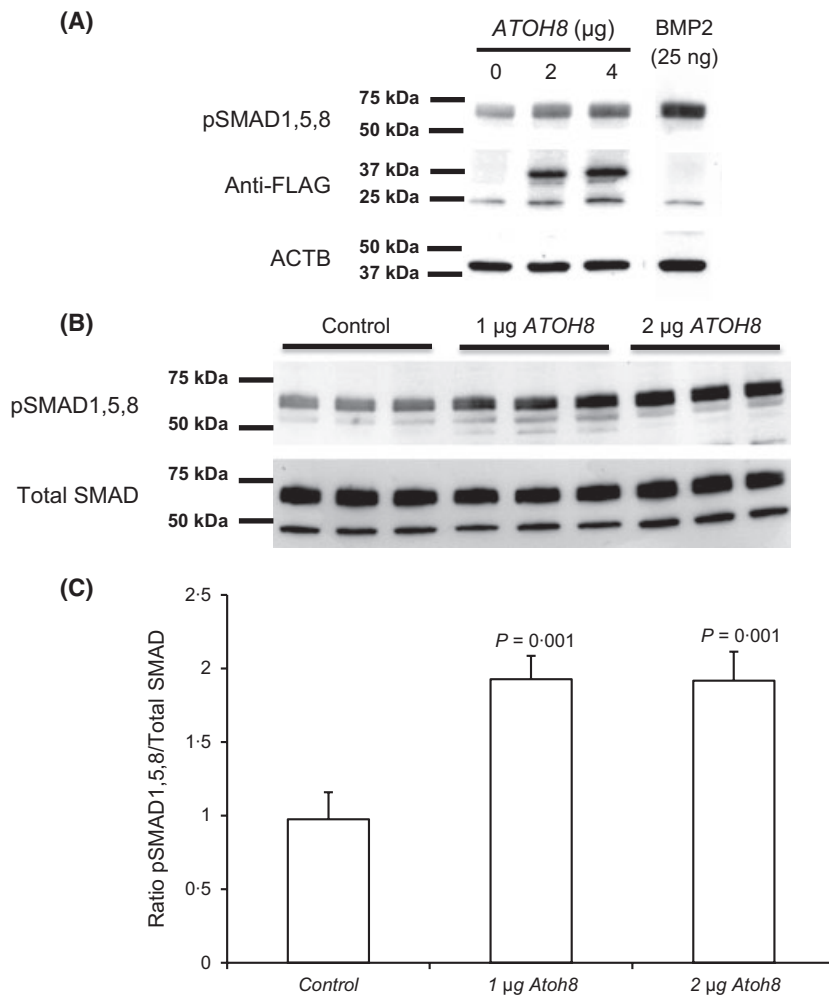 (A)
ATOH8 (µg)
BMP2
(25 ng)
0 2 4
75 kDa
pSMAD1,5,8
50 kDa
37 kDa
Anti-FLAG
25 kDa
50 kDa
ACTB
37 kDa
(B)
Control 1 µg ATOH8 2 µg ATOH8
75 kDa
pSMAD1,5,8
50 kDa
75 kDa
Total SMAD
50 kDa
(C)
Ratio pSMAD1,5,8/Total SMAD
2·5
2
1·5
1
0·5
0
P = 0·001
P = 0·001
Control 1 µg Atoh8 2 µg Atoh8